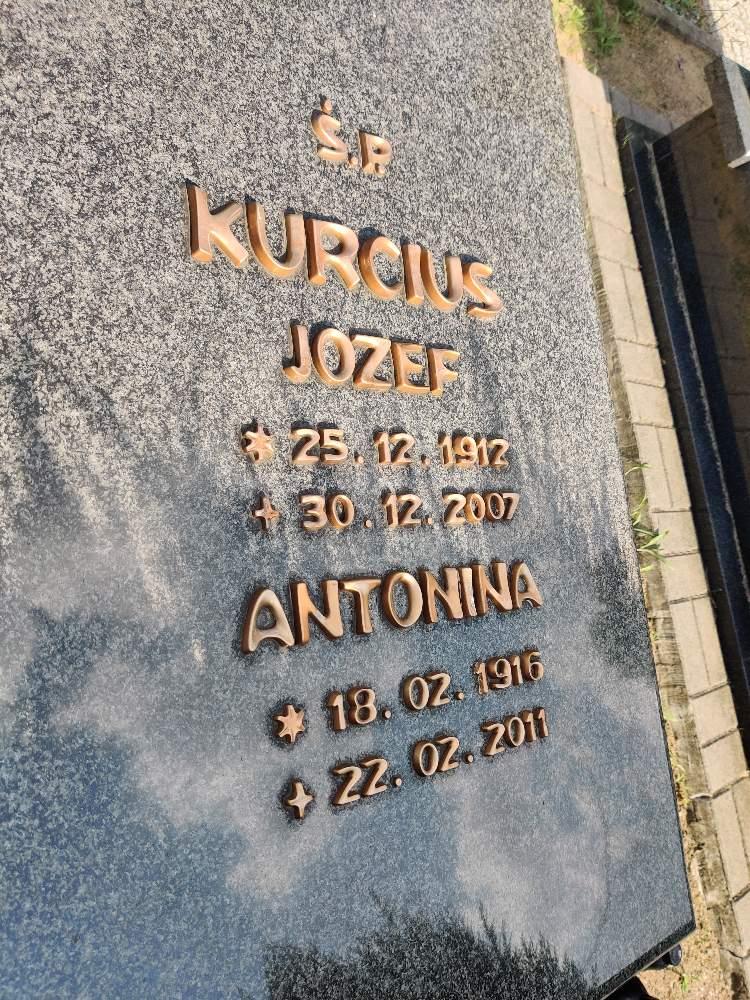 Ś.P.
KURCIUS
JOZEF
* 25. 12. 1912
+ 30. 12. 2007
ANTONINA
* 18. 02. 1916
+ 22. 02. 2011